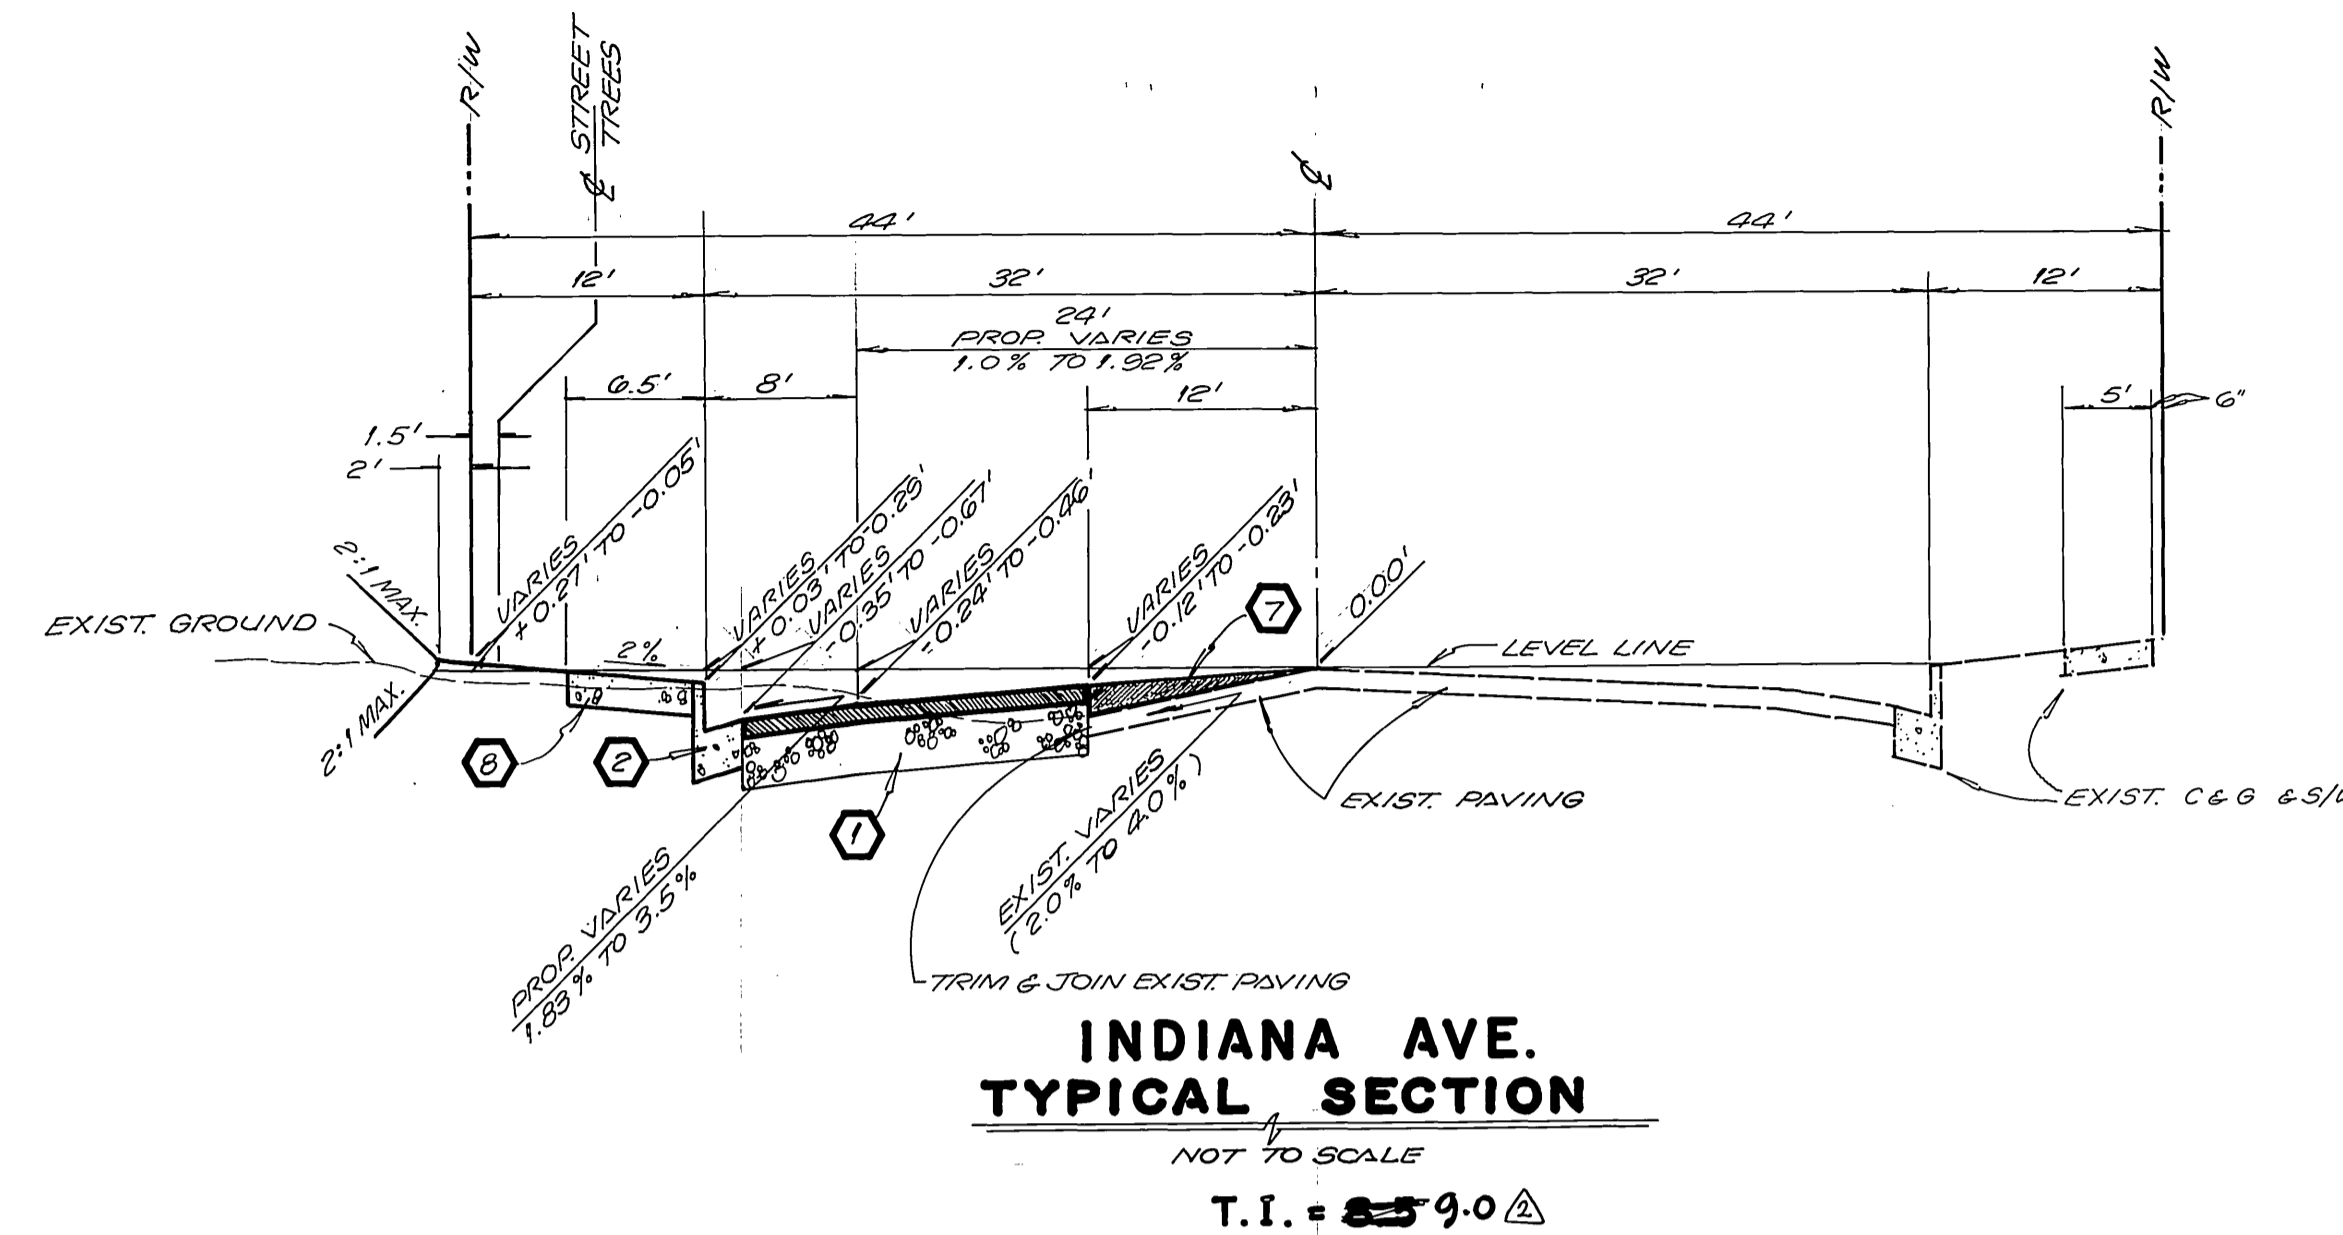 R/W
℄ STREET
TREES
℄
R/W
44'
44'
12'
32'
32'
12'
24'
PROP. VARIES
1.0% TO 1.92%
6.5'
8'
12'
5'
6"
1.5'
2'
2:1 MAX.
VARIES
+0.27' TO -0.05'
VARIES
+0.03' TO -0.29'
VARIES
-0.35' TO -0.67'
VARIES
-0.24' TO -0.46'
VARIES
-0.12' TO -0.23'
7
0.00'
EXIST. GROUND
2%
LEVEL LINE
2:1 MAX.
8
2
1
EXIST. VARIES
(2.0% TO 4.0%)
EXIST. PAVING
EXIST. C & G & S/
PROP. VARIES
1.83% TO 3.5%
TRIM & JOIN EXIST. PAVING
INDIANA AVE.
TYPICAL SECTION
NOT TO SCALE
T.I. = 9.0 2